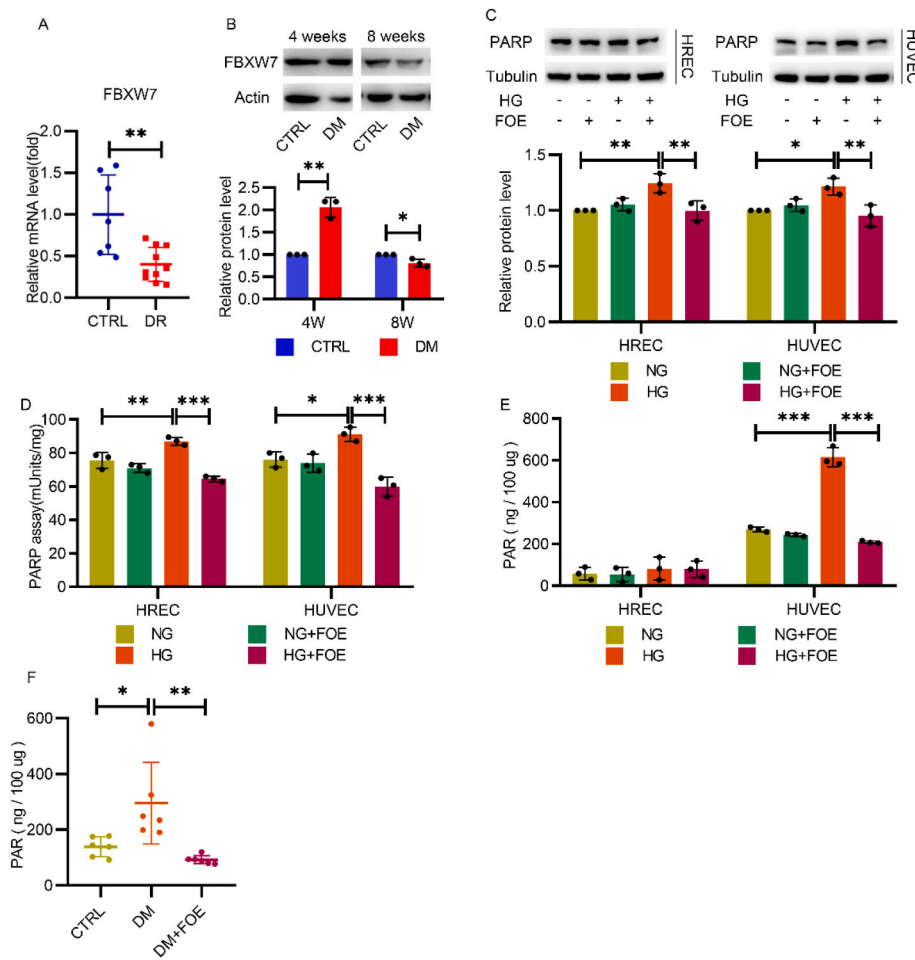 A
FBXW7
**
Relative mRNA level(fold)
2.0
1.5
1.0
0.5
0.0
CTRL DR
B
4 weeks 8 weeks
FBXW7
Actin
CTRL DM CTRL DM
**
*
Relative protein level
2.5
2.0
1.5
1.0
0.5
0.0
4W 8W
CTRL DM
C
PARP
Tubulin
HREC
HG - - + +
FOE - + - +
PARP
Tubulin
HUVEC
HG - - + +
FOE - + - +
** ** * **
Relative protein level
1.5
1.0
0.5
0.0
HREC HUVEC
NG NG+FOE
HG HG+FOE
D
** *** * ***
PARP assay(mUnits/mg)
100
80
60
40
20
0
HREC HUVEC
NG NG+FOE
HG HG+FOE
E
*** ***
PAR ( ng / 100 ug )
800
600
400
200
0
HREC HUVEC
NG NG+FOE
HG HG+FOE
F
* **
PAR ( ng / 100 ug )
600
400
200
0
CTRL DM DM+FOE